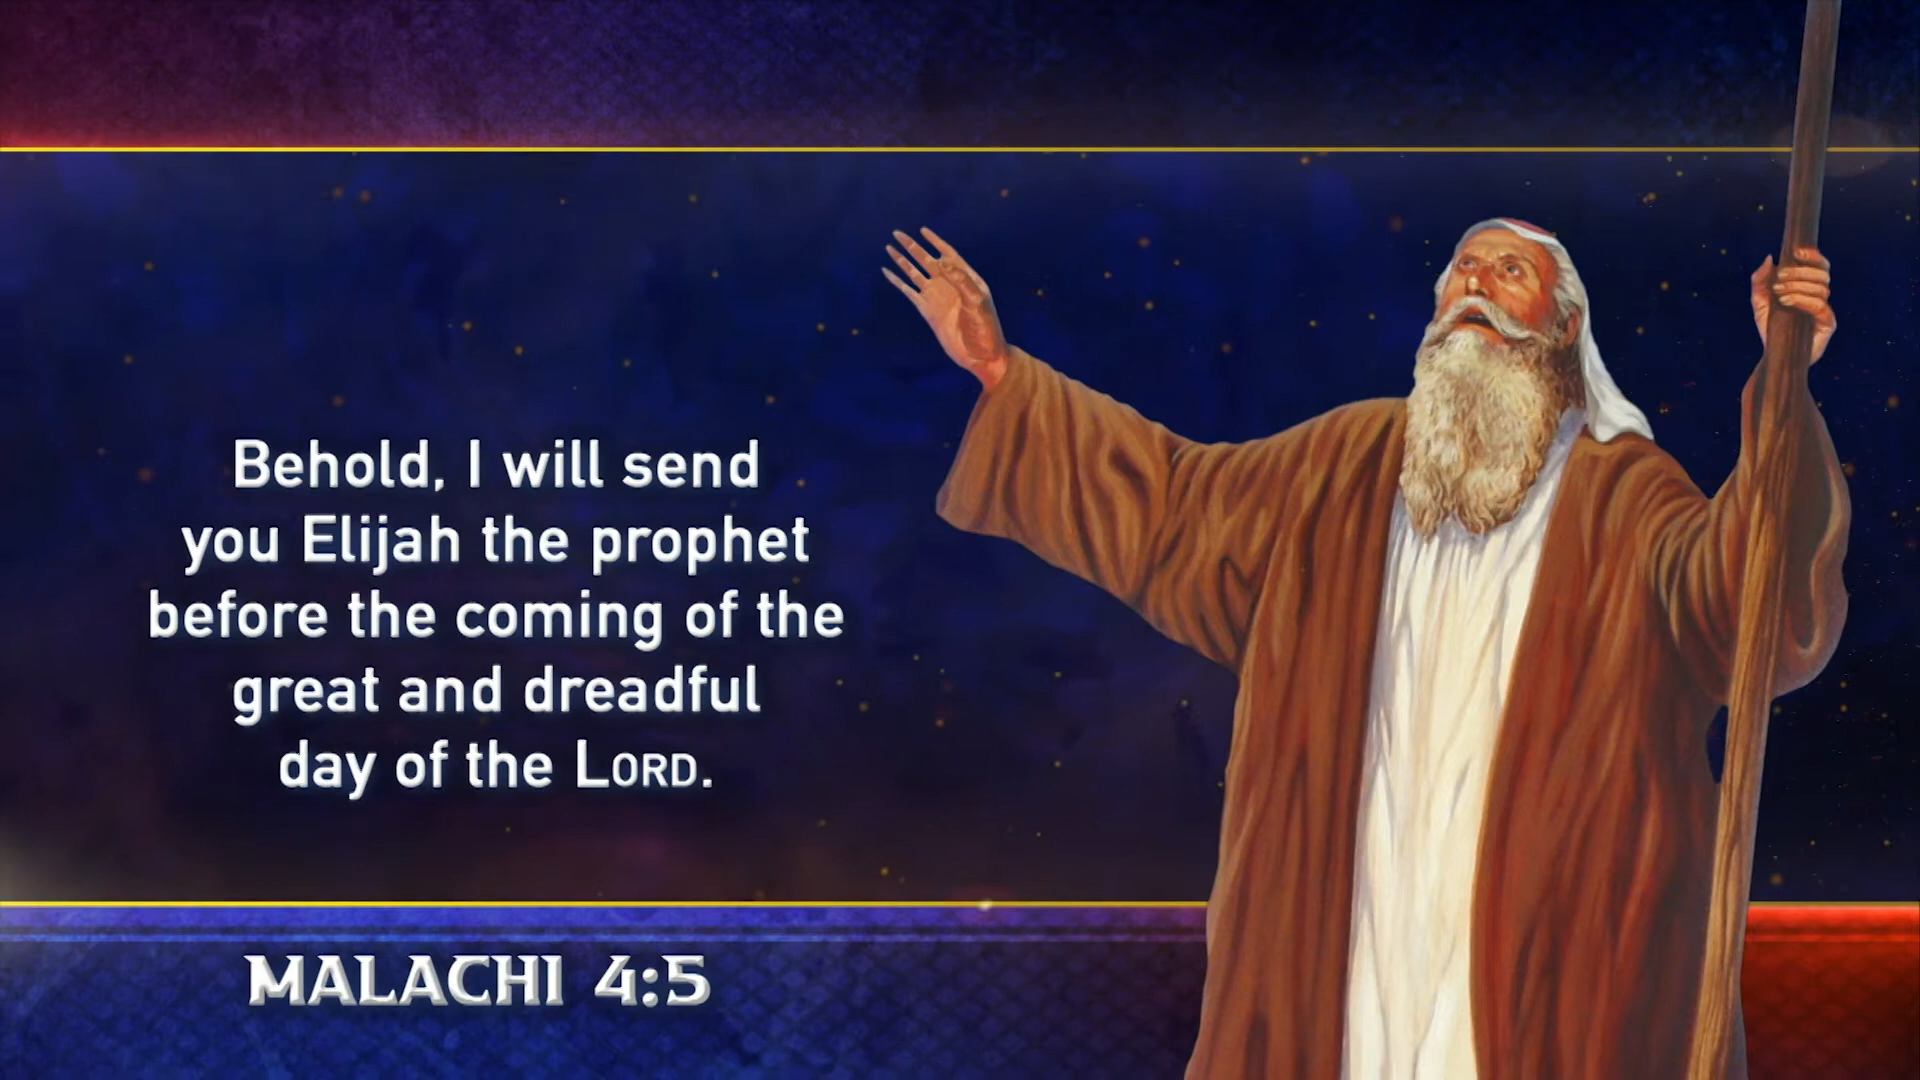 Behold, I will send
you Elijah the prophet
before the coming of the
great and dreadful
day of the LORD.
MALACHI 4:5